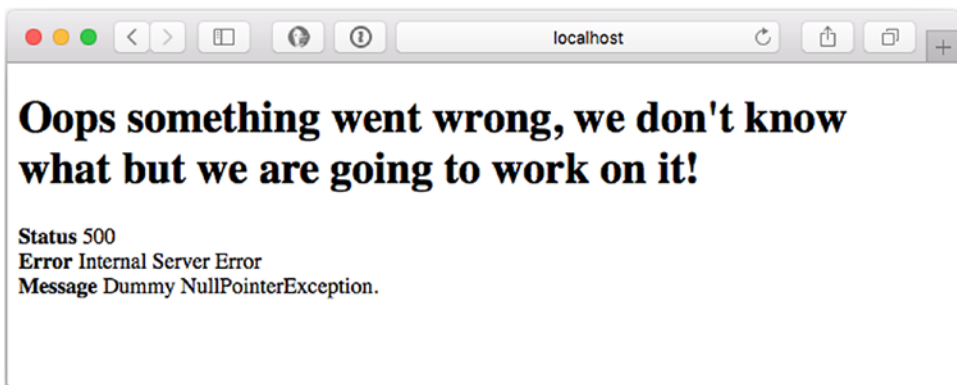 localhost
Oops something went wrong, we don't know
what but we are going to work on it!
Status 500
Error Internal Server Error
Message Dummy NullPointerException.